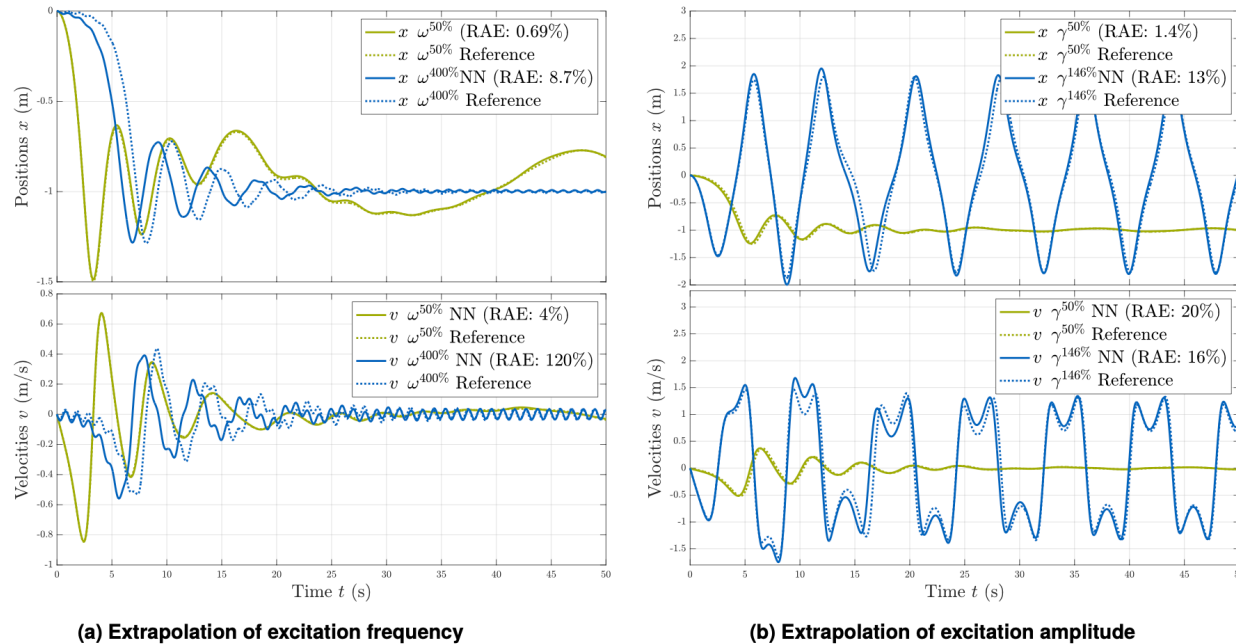 Positions x (m)
0
-0.5
-1
-1.5
x ω^50% (RAE: 0.69%)
x ω^50% Reference
x ω^400%NN (RAE: 8.7%)
x ω^400% Reference
Velocities v (m/s)
0.8
0.6
0.4
0.2
0
-0.2
-0.4
-0.6
-0.8
-1
v ω^50% NN (RAE: 4%)
v ω^50% Reference
v ω^400% NN (RAE: 120%)
v ω^400% Reference
0 5 10 15 20 25 30 35 40 45 50
Time t (s)
(a) Extrapolation of excitation frequency
Positions x (m)
3
2.5
2
1.5
1
0.5
0
-0.5
-1
-1.5
-2
x γ^50% (RAE: 1.4%)
x γ^50% Reference
x γ^146%NN (RAE: 13%)
x γ^146% Reference
Velocities v (m/s)
3
2.5
2
1.5
1
0.5
0
-0.5
-1
-1.5
v γ^50% NN (RAE: 20%)
v γ^50% Reference
v γ^146% NN (RAE: 16%)
v γ^146% Reference
0 5 10 15 20 25 30 35 40 45 50
Time t (s)
(b) Extrapolation of excitation amplitude